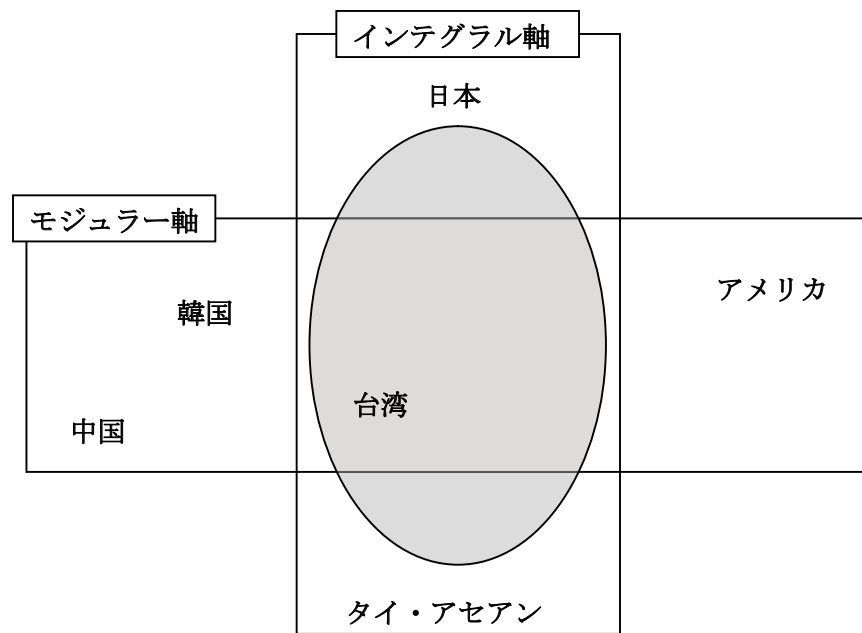 インテグラル軸
日本
モジュラー軸
アメリカ
韓国
台湾
中国
タイ・アセアン